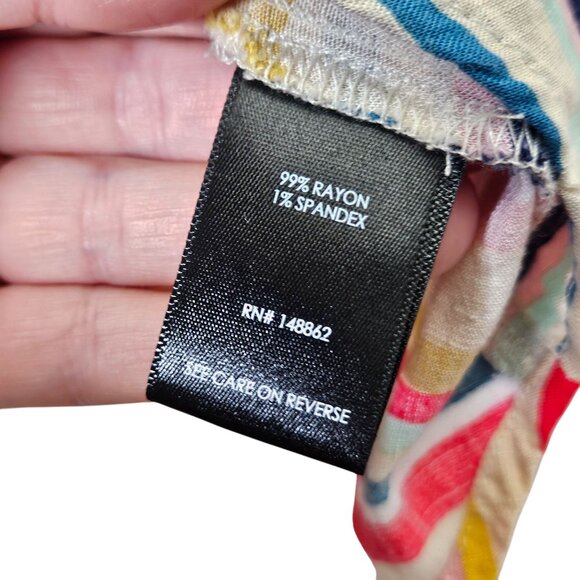 99% RAYON
1% SPANDEX
RN# 148862
SEE CARE ON REVERSE